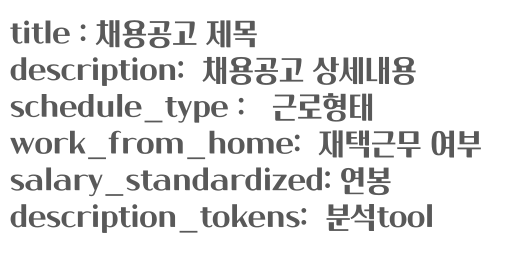 title : 채용공고 제목
description: 채용공고 상세내용
schedule_type : 근로형태
work_from_home: 재택근무 여부
salary_standardized: 연봉
description_tokens: 분석tool